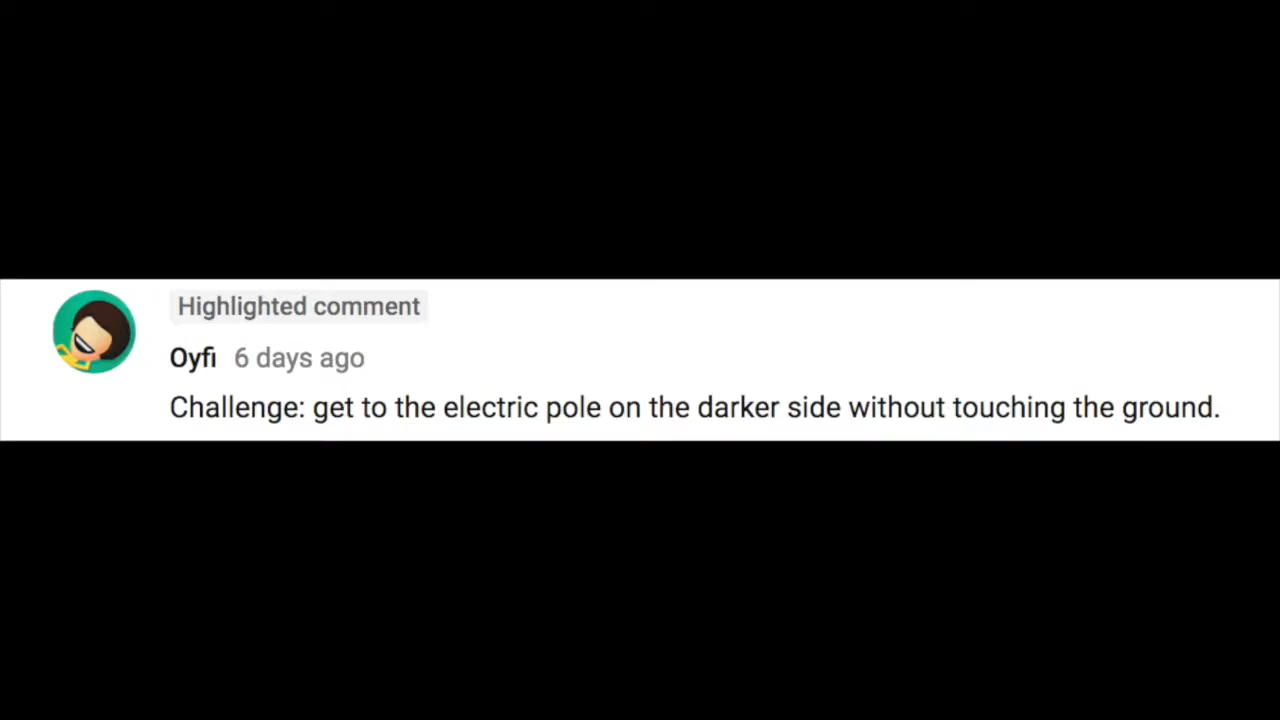 Highlighted comment
Oyfi 6 days ago
Challenge: get to the electric pole on the darker side without touching the ground.